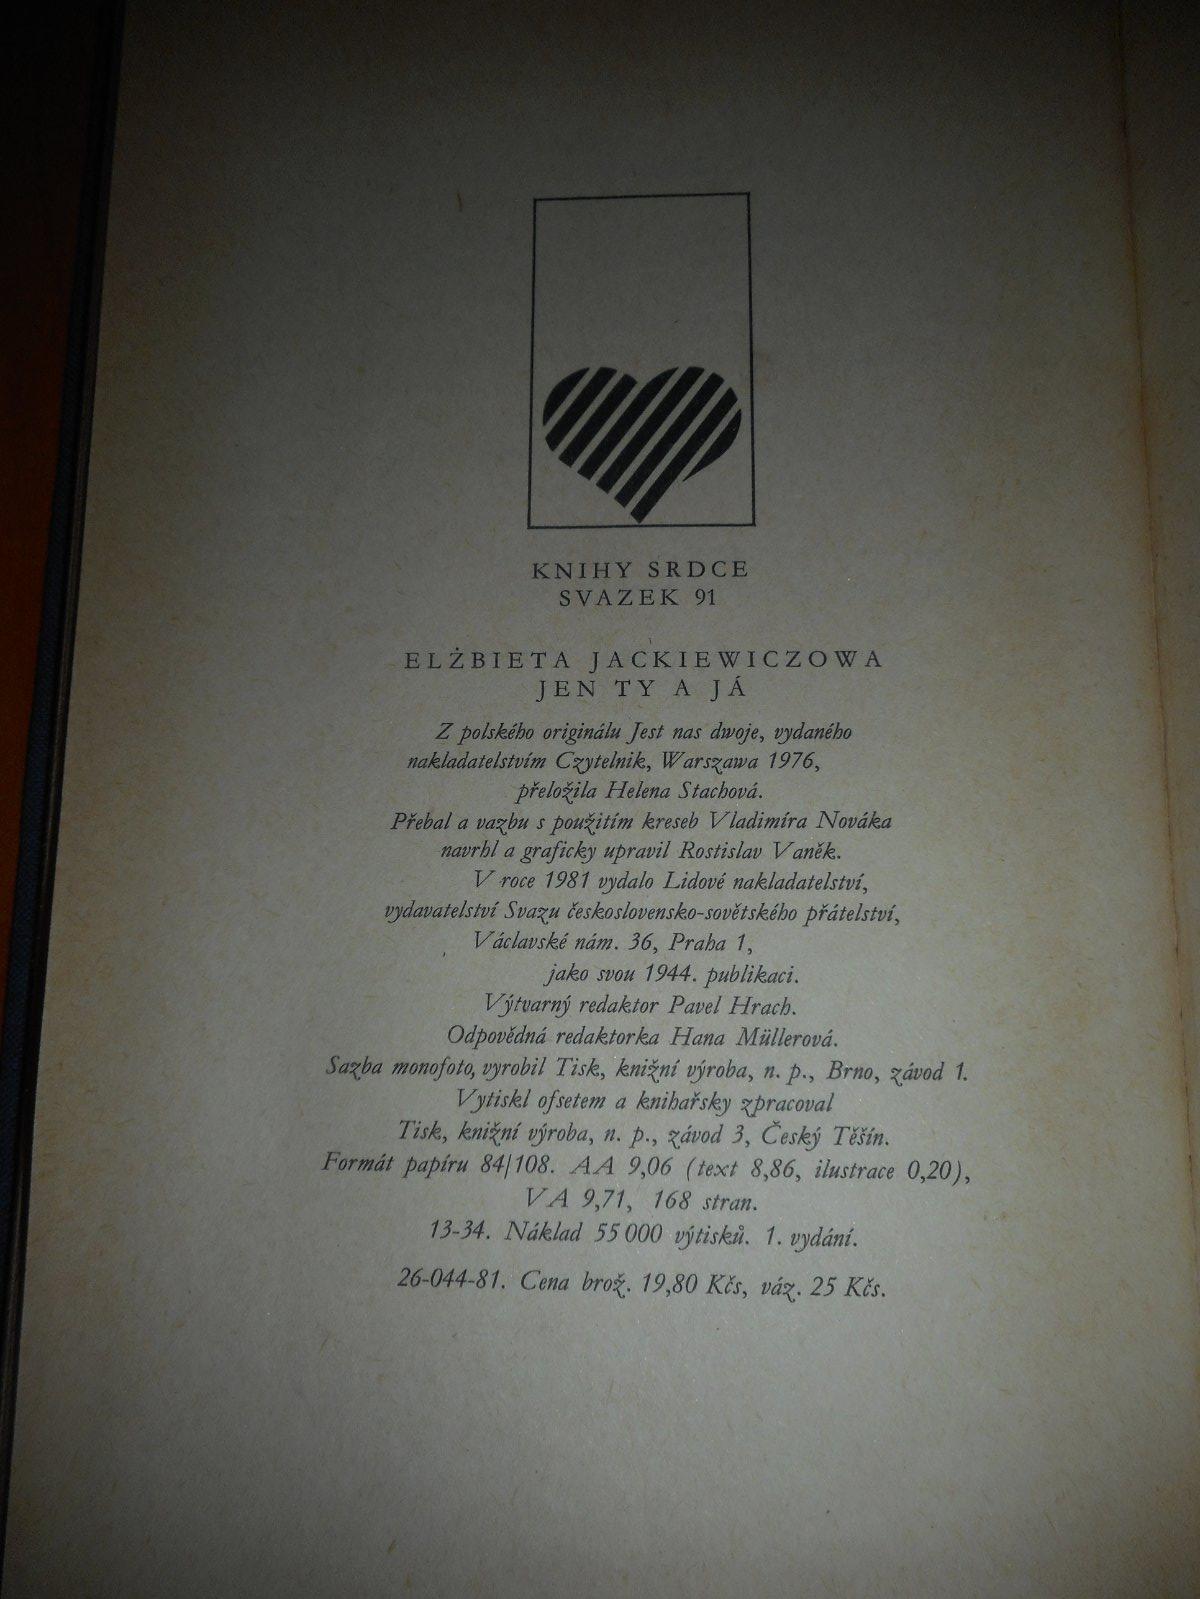 KNIHY SRDCE
SVAZEK 91
ELŻBIETA JACKIEWICZOWA
JEN TY A JÁ
Z polského originálu Jest nas dwoje, vydaného
nakladatelstvím Czytelnik, Warszawa 1976,
přeložila Helena Stachová.
Přebal a vazbu s použitím kreseb Vladimíra Nováka
navrhl a graficky upravil Rostislav Vaněk.
V roce 1981 vydalo Lidové nakladatelství,
vydavatelství Svazu československo-sovětského přátelství,
Václavské nám. 36, Praha 1,
jako svou 1944. publikaci.
Výtvarný redaktor Pavel Hrach.
Odpovědná redaktorka Hana Müllerová.
Sazba monofoto, vyrobil Tisk, knižní výroba, n. p., Brno, závod 1.
Vytiskl ofsetem a knihařsky zpracoval
Tisk, knižní výroba, n. p., závod 3, Český Těšín.
Formát papíru 84/108. AA 9,06 (text 8,86, ilustrace 0,20),
VA 9,71, 168 stran.
13-34. Náklad 55 000 výtisků. 1. vydání.
26-044-81. Cena brož. 19,80 Kčs, váz. 25 Kčs.